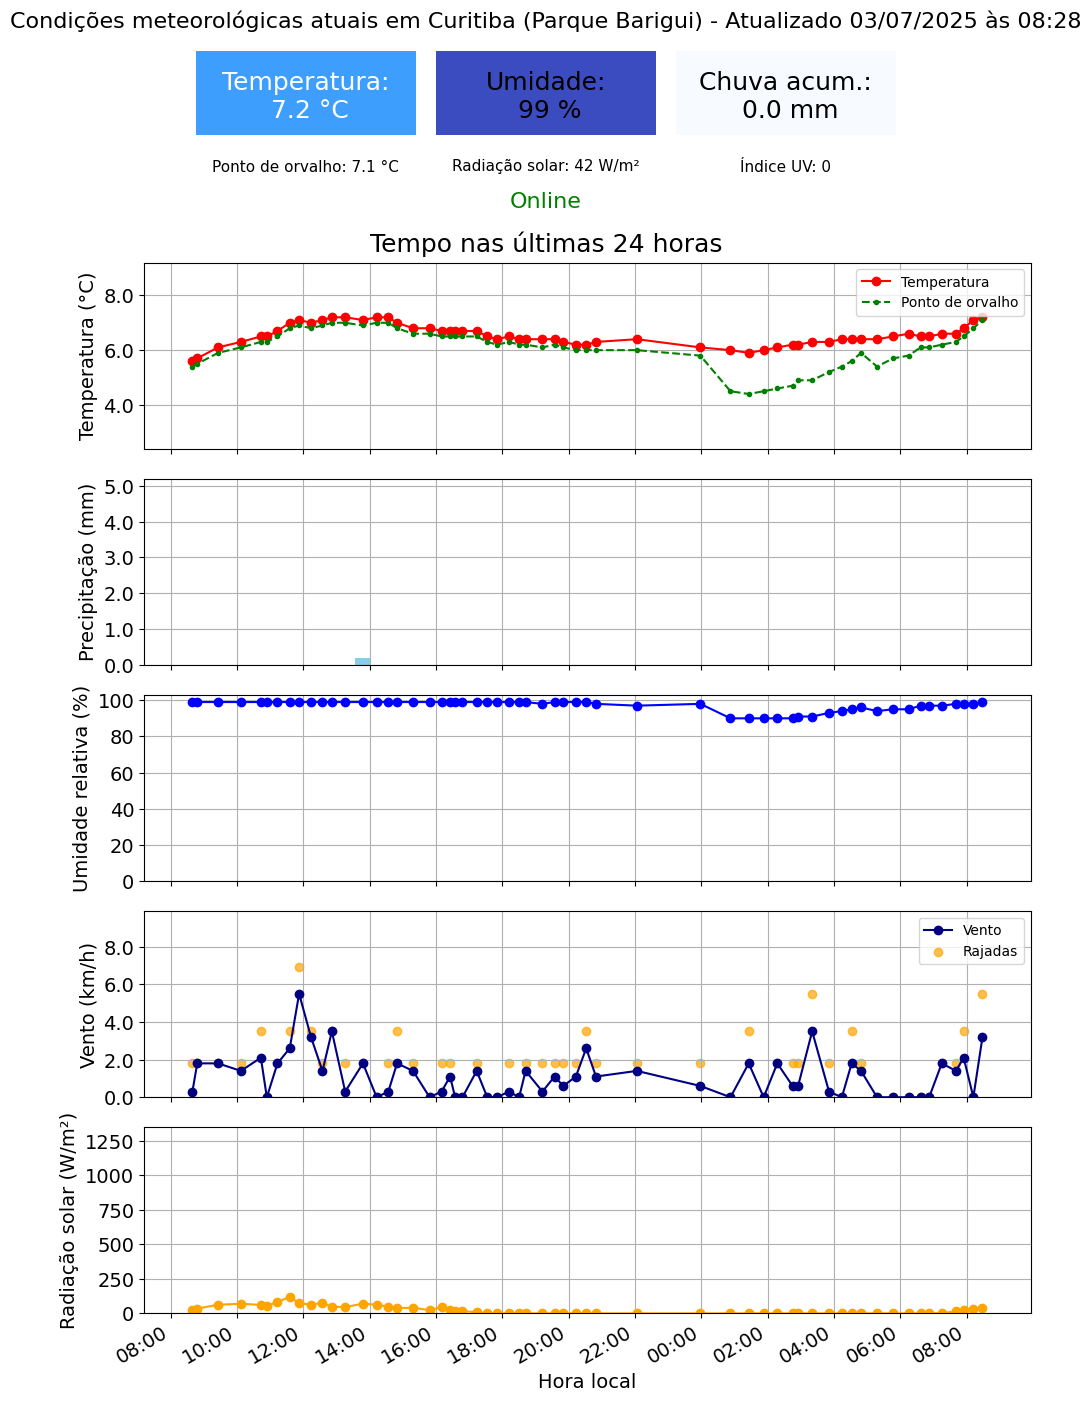 Condições meteorológicas atuais em Curitiba (Parque Barigui) - Atualizado 03/07/2025 às 08:28
Temperatura:
7.2 °C
Umidade:
99 %
Chuva acum.:
0.0 mm
Ponto de orvalho: 7.1 °C
Radiação solar: 42 W/m²
Índice UV: 0
Online
Tempo nas últimas 24 horas
Temperatura (°C)
8.0
6.0
4.0
Temperatura
Ponto de orvalho
Precipitação (mm)
5.0
4.0
3.0
2.0
1.0
0.0
Umidade relativa (%)
100
80
60
40
20
0
Vento (km/h)
8.0
6.0
4.0
2.0
0.0
Vento
Rajadas
Radiação solar (W/m²)
1250
1000
750
500
250
0
08:00
10:00
12:00
14:00
16:00
18:00
20:00
22:00
00:00
02:00
04:00
06:00
08:00
Hora local